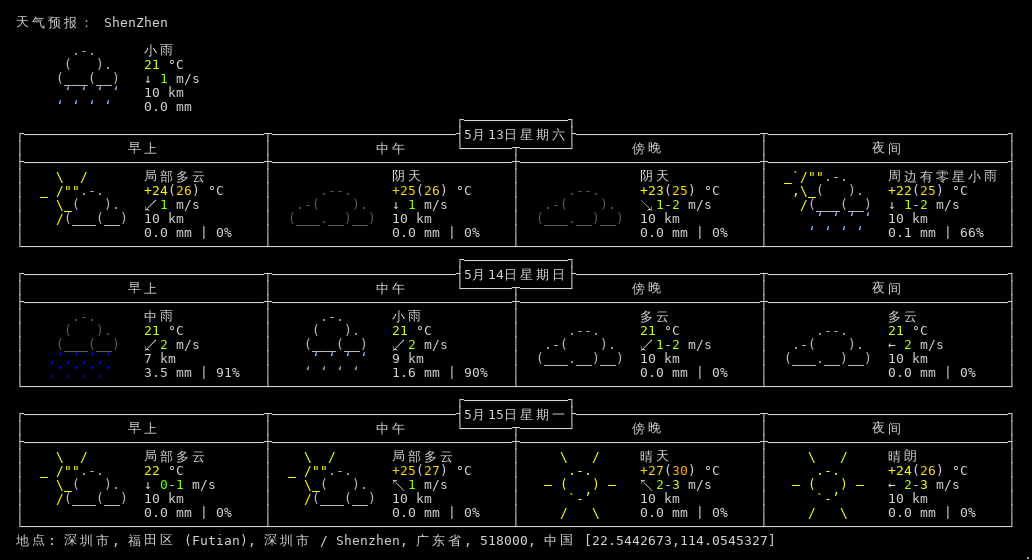 天气预报: ShenZhen
小雨
21 °C
↓ 1 m/s
10 km
0.0 mm
5月13日星期六
早上 中午 傍晚 夜间
局部多云 阴天 阴天 周边有零星小雨
+24(26) °C +25(26) °C +23(25) °C +22(25) °C
↙ 1 m/s ↓ 1 m/s ↘ 1-2 m/s ↓ 1-2 m/s
10 km 10 km 10 km 10 km
0.0 mm | 0% 0.0 mm | 0% 0.0 mm | 0% 0.1 mm | 66%
5月14日星期日
早上 中午 傍晚 夜间
中雨 小雨 多云 多云
21 °C 21 °C 21 °C 21 °C
↙ 2 m/s ↙ 2 m/s ↙ 1-2 m/s ← 2 m/s
7 km 9 km 10 km 10 km
3.5 mm | 91% 1.6 mm | 90% 0.0 mm | 0% 0.0 mm | 0%
5月15日星期一
早上 中午 傍晚 夜间
局部多云 局部多云 晴天 晴朗
22 °C +25(27) °C +27(30) °C +24(26) °C
↓ 0-1 m/s ↖ 1 m/s ↖ 2-3 m/s ← 2-3 m/s
10 km 10 km 10 km 10 km
0.0 mm | 0% 0.0 mm | 0% 0.0 mm | 0% 0.0 mm | 0%
地点: 深圳市, 福田区 (Futian), 深圳市 / Shenzhen, 广东省, 518000, 中国 [22.5442673,114.0545327]